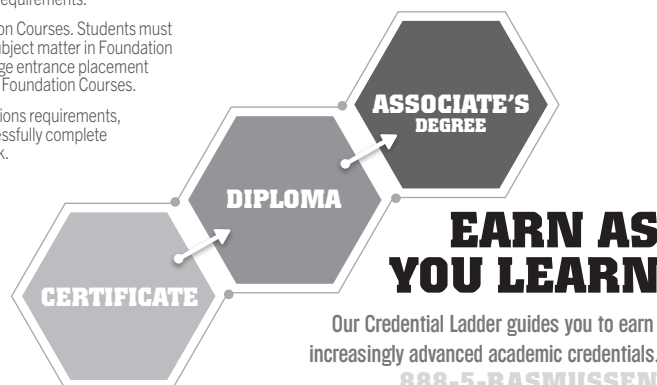 equirements.
on Courses. Students must
ubject matter in Foundation
ge entrance placement
Foundation Courses.
ions requirements,
essfully complete
k.
ASSOCIATE'S
DEGREE
DIPLOMA
CERTIFICATE
EARN AS
YOU LEARN
Our Credential Ladder guides you to earn
increasingly advanced academic credentials.
888-5-RASMUSSEN